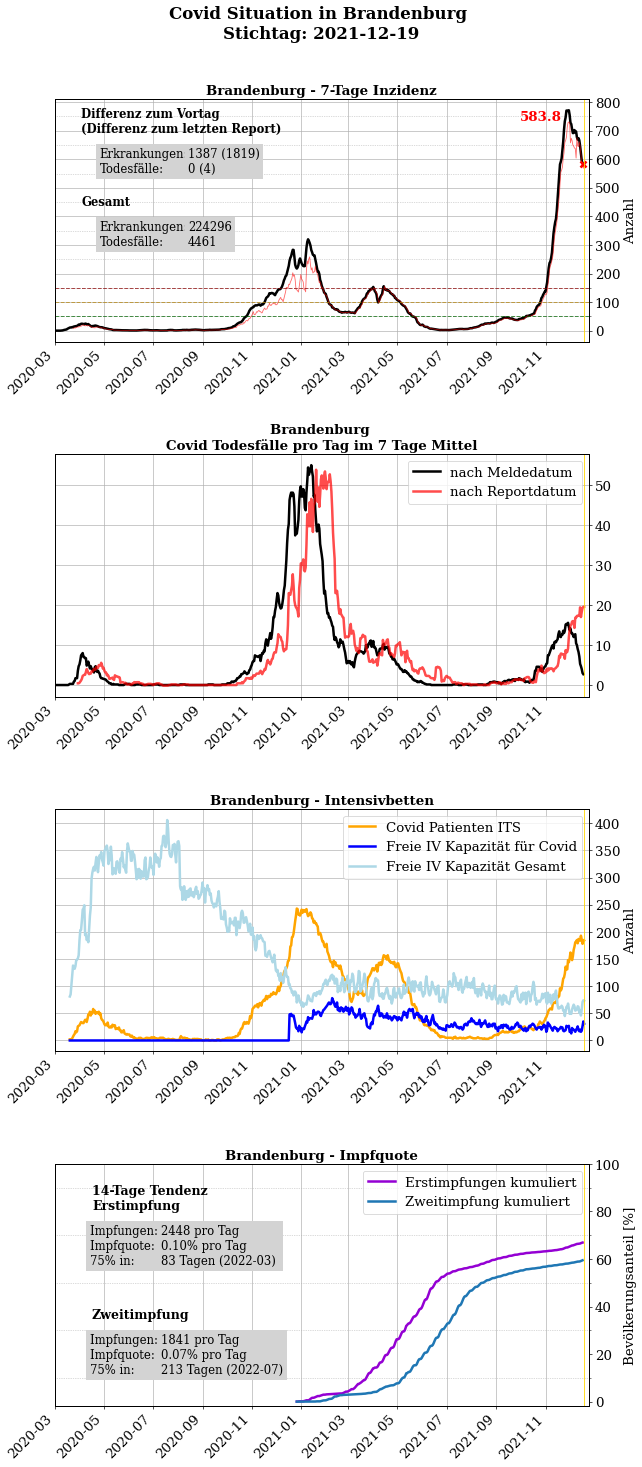 Covid Situation in Brandenburg
Stichtag: 2021-12-19
Brandenburg - 7-Tage Inzidenz
Differenz zum Vortag
(Differenz zum letzten Report)
Erkrankungen 1387 (1819)
Todesfälle: 0 (4)
Gesamt
Erkrankungen 224296
Todesfälle: 4461
583.8
800
700
600
500
400
300
200
100
0
Anzahl
2020-03
2020-05
2020-07
2020-09
2020-11
2021-01
2021-03
2021-05
2021-07
2021-09
2021-11
Brandenburg
Covid Todesfälle pro Tag im 7 Tage Mittel
nach Meldedatum
nach Reportdatum
50
40
30
20
10
0
2020-03
2020-05
2020-07
2020-09
2020-11
2021-01
2021-03
2021-05
2021-07
2021-09
2021-11
Brandenburg - Intensivbetten
Covid Patienten ITS
Freie IV Kapazität für Covid
Freie IV Kapazität Gesamt
400
350
300
250
200
150
100
50
0
Anzahl
2020-03
2020-05
2020-07
2020-09
2020-11
2021-01
2021-03
2021-05
2021-07
2021-09
2021-11
Brandenburg - Impfquote
14-Tage Tendenz
Erstimpfung
Impfungen: 2448 pro Tag
Impfquote: 0.10% pro Tag
75% in: 83 Tagen (2022-03)
Zweitimpfung
Impfungen: 1841 pro Tag
Impfquote: 0.07% pro Tag
75% in: 213 Tagen (2022-07)
Erstimpfungen kumuliert
Zweitimpfung kumuliert
100
80
60
40
20
0
Bevölkerungsanteil [%]
2020-03
2020-05
2020-07
2020-09
2020-11
2021-01
2021-03
2021-05
2021-07
2021-09
2021-11